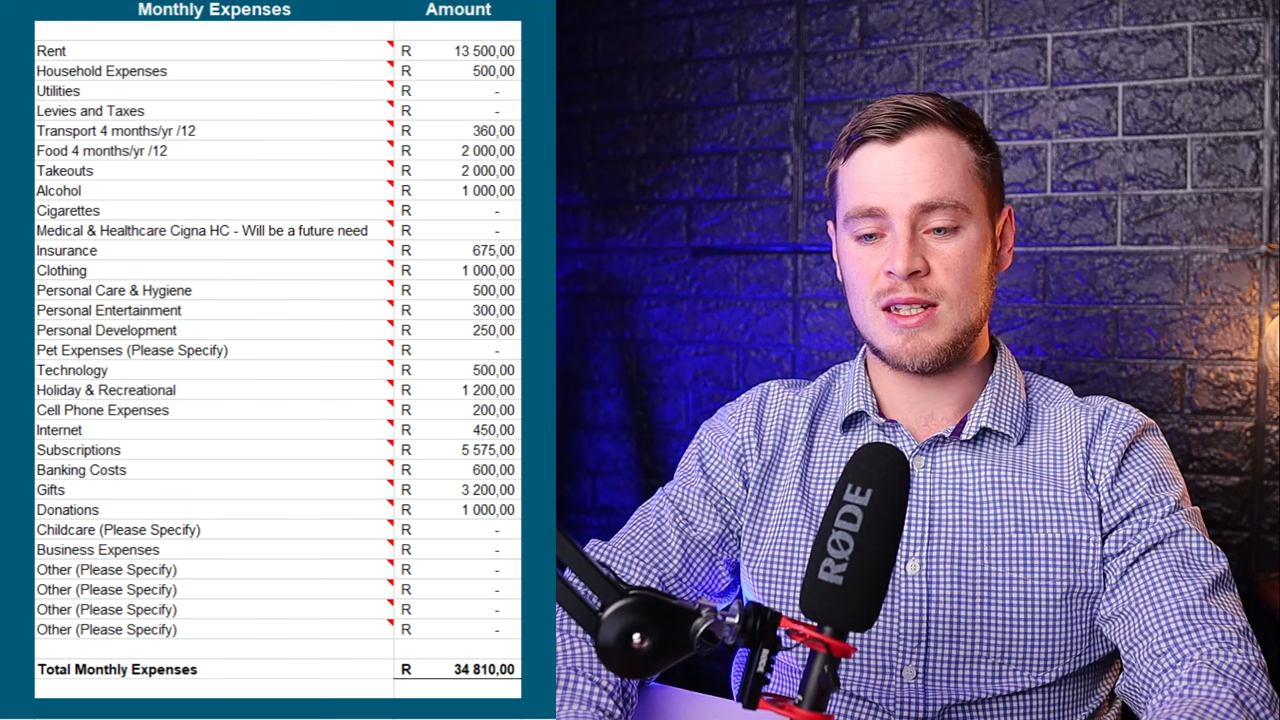 Monthly Expenses Amount
Rent R 13 500,00
Household Expenses R 500,00
Utilities R -
Levies and Taxes R -
Transport 4 months/yr /12 R 360,00
Food 4 months/yr /12 R 2 000,00
Takeouts R 2 000,00
Alcohol R 1 000,00
Cigarettes R -
Medical & Healthcare Cigna HC - Will be a future need R -
Insurance R 675,00
Clothing R 1 000,00
Personal Care & Hygiene R 500,00
Personal Entertainment R 300,00
Personal Development R 250,00
Pet Expenses (Please Specify) R -
Technology R 500,00
Holiday & Recreational R 1 200,00
Cell Phone Expenses R 200,00
Internet R 450,00
Subscriptions R 5 575,00
Banking Costs R 600,00
Gifts R 3 200,00
Donations R 1 000,00
Childcare (Please Specify) R -
Business Expenses R -
Other (Please Specify) R -
Other (Please Specify) R -
Other (Please Specify) R -
Other (Please Specify) R -
Total Monthly Expenses R 34 810,00
RØDE
RØDE